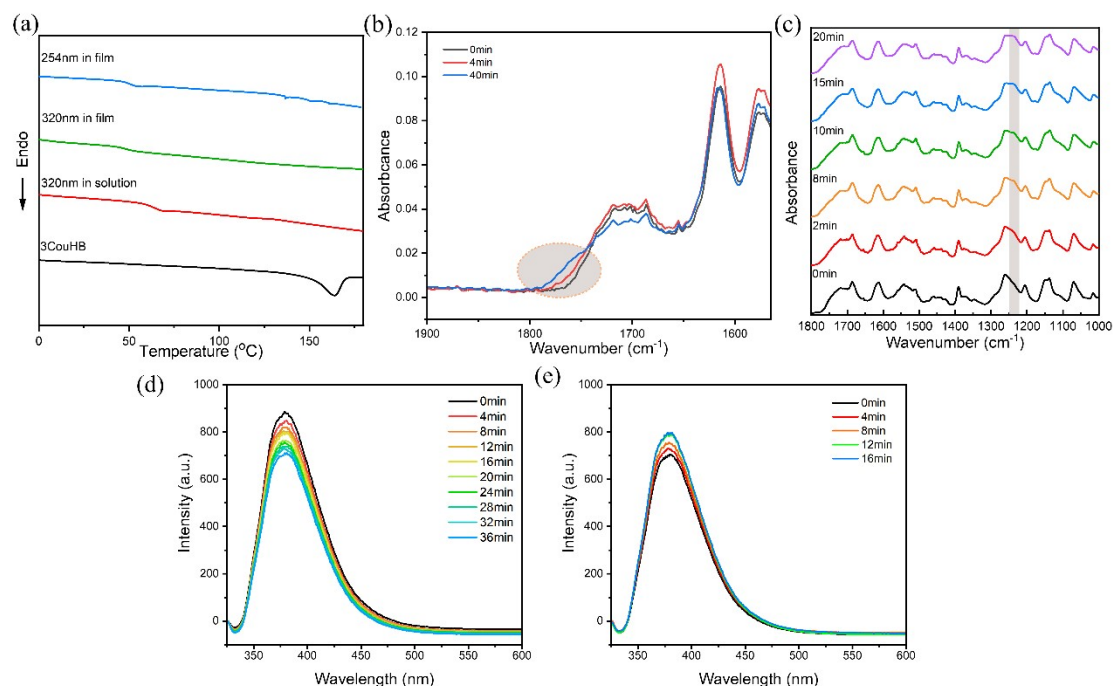 (a)
254nm in film
320nm in film
320nm in solution
3CouHB
Endo
0 50 100 150
Temperature (°C)
(b)
0min
4min
40min
0.12
0.10
0.08
0.06
0.04
0.02
0.00
Absorbcance
1900 1800 1700 1600
Wavenumber (cm-1)
(c)
20min
15min
10min
8min
2min
0min
Absorbance
1800 1700 1600 1500 1400 1300 1200 1100 1000
Wavenumber (cm-1)
(d)
0min
4min
8min
12min
16min
20min
24min
28min
32min
36min
1000
800
600
400
200
0
Intensity (a.u.)
350 400 450 500 550 600
Wavelength (nm)
(e)
0min
4min
8min
12min
16min
1000
800
600
400
200
0
Intensity (a.u.)
350 400 450 500 550 600
Wavelength (nm)